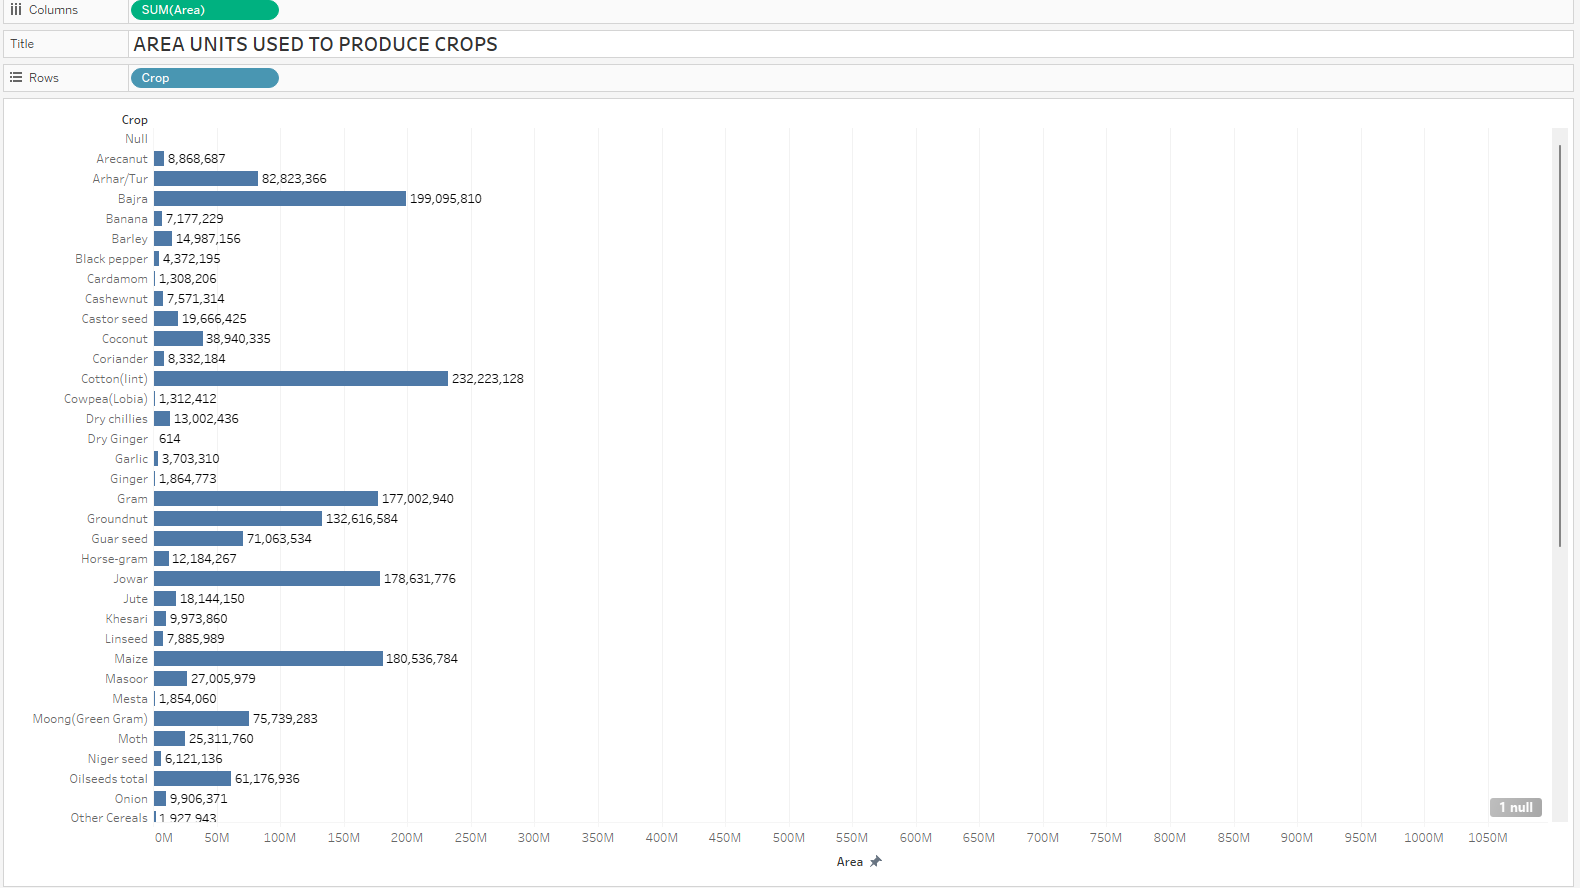 Columns SUM(Area)
Title AREA UNITS USED TO PRODUCE CROPS
Rows Crop
Crop
Null
Arecanut 8,868,687
Arhar/Tur 82,823,366
Bajra 199,095,810
Banana 7,177,229
Barley 14,987,156
Black pepper 4,372,195
Cardamom 1,308,206
Cashewnut 7,571,314
Castor seed 19,666,425
Coconut 38,940,335
Coriander 8,332,184
Cotton(lint) 232,223,128
Cowpea(Lobia) 1,312,412
Dry chillies 13,002,436
Dry Ginger 614
Garlic 3,703,310
Ginger 1,864,773
Gram 177,002,940
Groundnut 132,616,584
Guar seed 71,063,534
Horse-gram 12,184,267
Jowar 178,631,776
Jute 18,144,150
Khesari 9,973,860
Linseed 7,885,989
Maize 180,536,784
Masoor 27,005,979
Mesta 1,854,060
Moong(Green Gram) 75,739,283
Moth 25,311,760
Niger seed 6,121,136
Oilseeds total 61,176,936
Onion 9,906,371
1 null
Other Cereals 1,927,943
0M 50M 100M 150M 200M 250M 300M 350M 400M 450M 500M 550M 600M 650M 700M 750M 800M 850M 900M 950M 1000M 1050M
Area